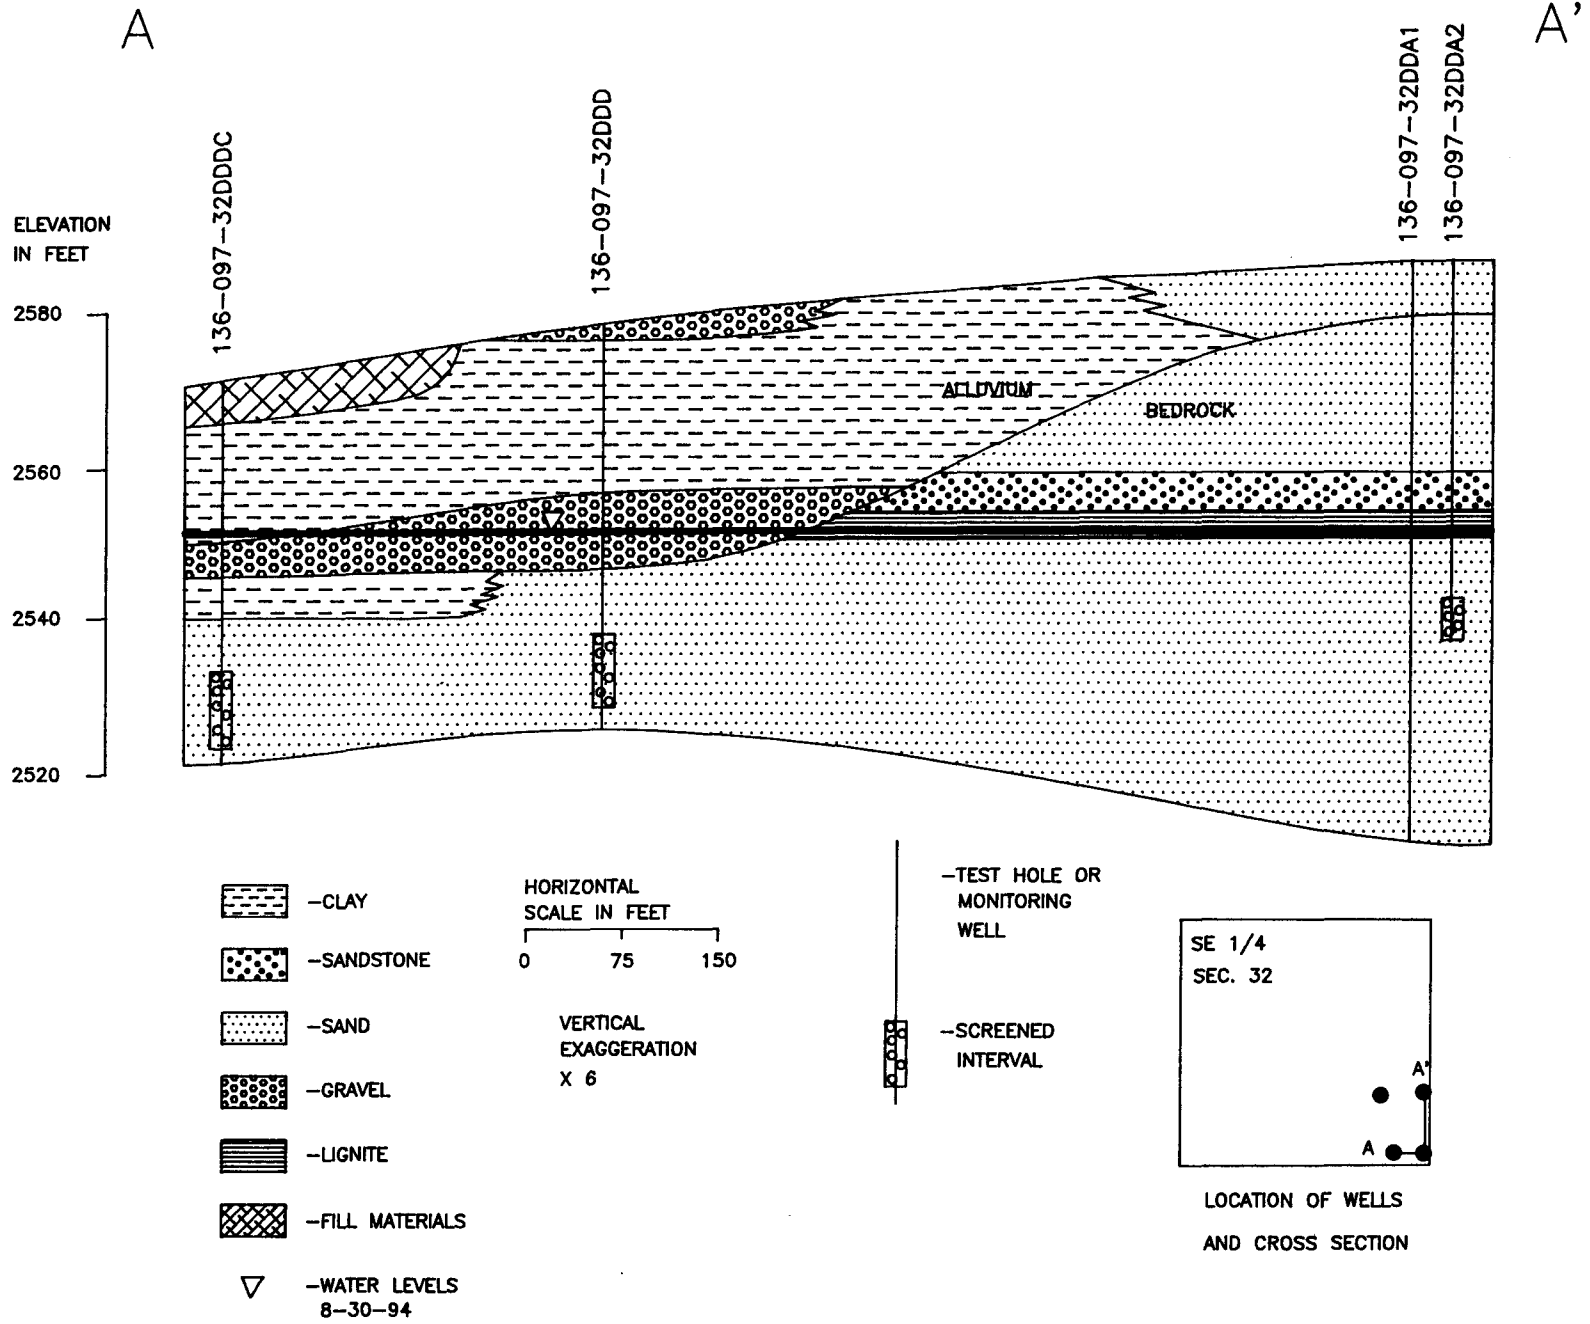 A
A'
136-097-32DDDC
136-097-32DDD
136-097-32DDA1
136-097-32DDA2
ELEVATION
IN FEET
2580
2560
2540
2520
ALLUVIUM
BEDROCK
-CLAY
-SANDSTONE
-SAND
-GRAVEL
-LIGNITE
-FILL MATERIALS
-WATER LEVELS
8-30-94
HORIZONTAL
SCALE IN FEET
0 75 150
VERTICAL
EXAGGERATION
X 6
-TEST HOLE OR
MONITORING
WELL
-SCREENED
INTERVAL
SE 1/4
SEC. 32
A'
A
LOCATION OF WELLS
AND CROSS SECTION